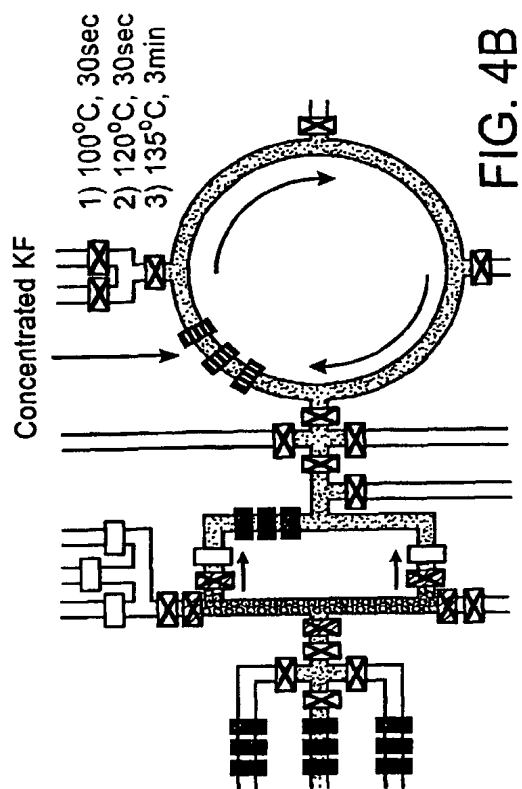 Concentrated KF
1) 100°C, 30sec
2) 120°C, 30sec
3) 135°C, 3min
FIG. 4B